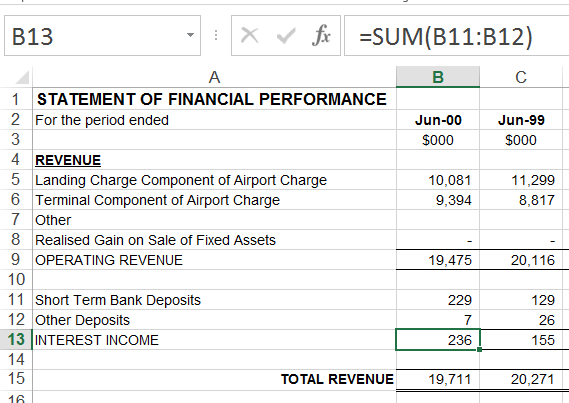 B13 fx =SUM(B11:B12)
A B C
1 STATEMENT OF FINANCIAL PERFORMANCE
2 For the period ended Jun-00 Jun-99
3 $000 $000
4 REVENUE
5 Landing Charge Component of Airport Charge 10,081 11,299
6 Terminal Component of Airport Charge 9,394 8,817
7 Other
8 Realised Gain on Sale of Fixed Assets - -
9 OPERATING REVENUE 19,475 20,116
10
11 Short Term Bank Deposits 229 129
12 Other Deposits 7 26
13 INTEREST INCOME 236 155
14
15 TOTAL REVENUE 19,711 20,271
16